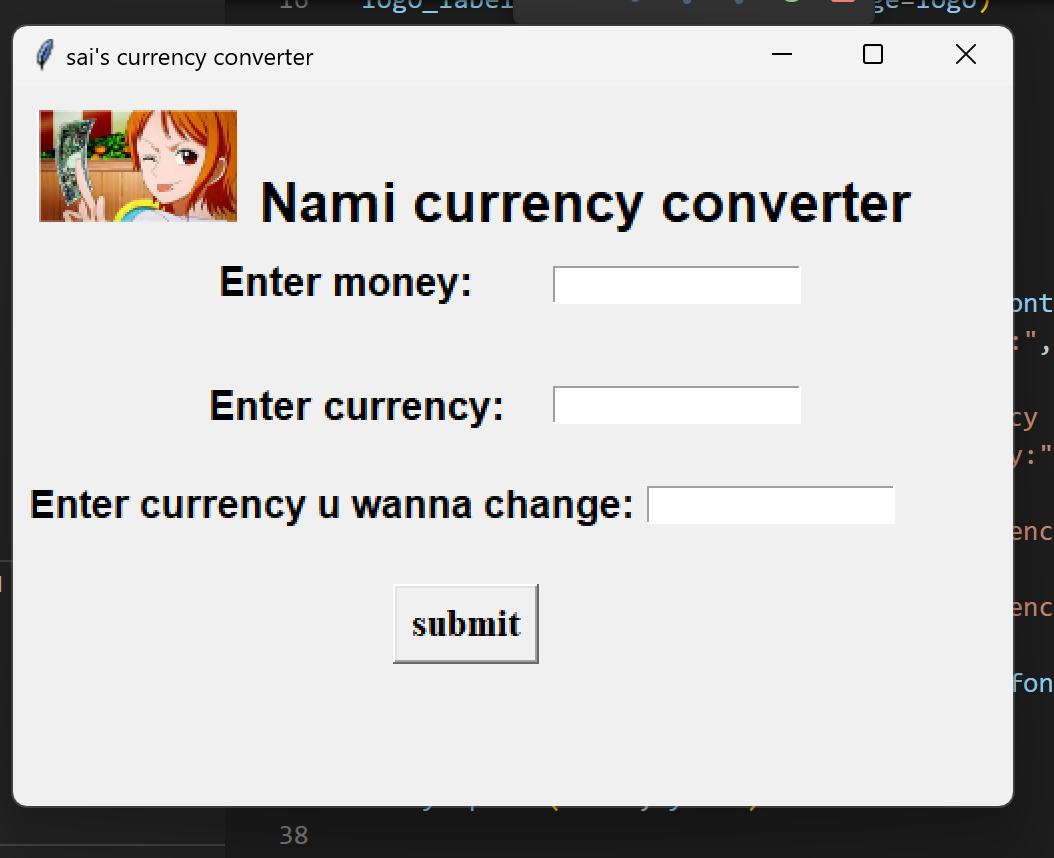 16 logo_label ge=logo)
sai's currency converter
Nami currency converter
Enter money:
ont
:",
Enter currency:
cy
y:"
Enter currency u wanna change:
enc
enc
submit
fon
38